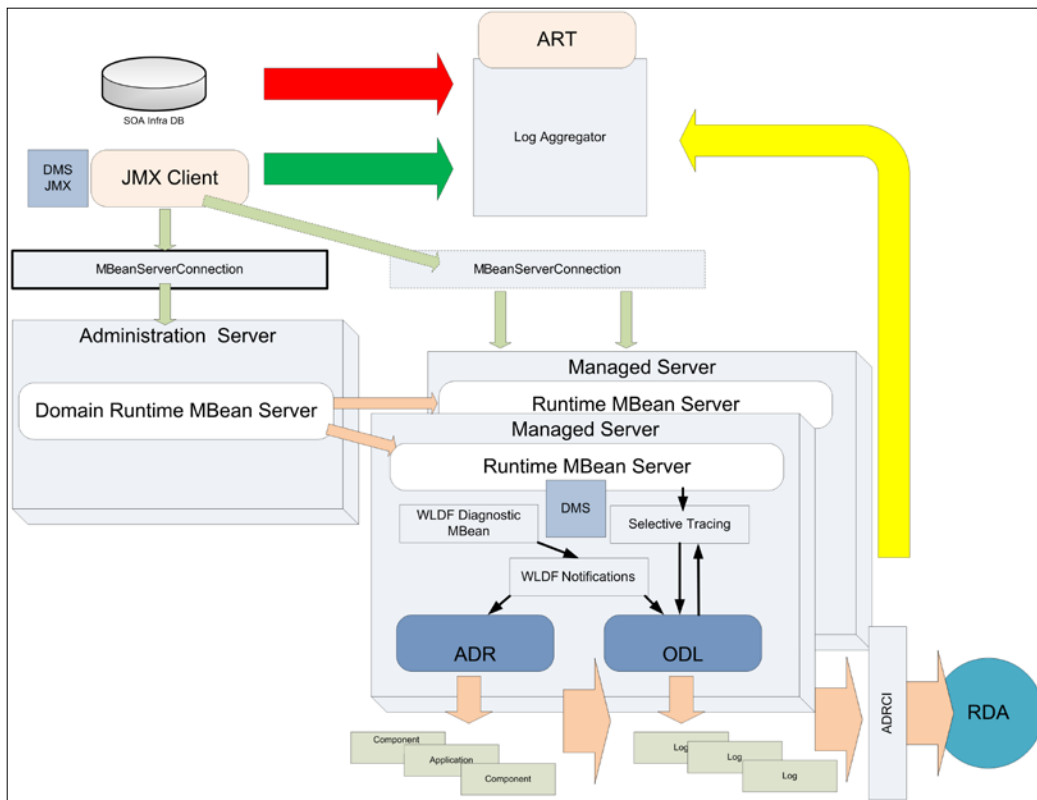 ART
SOA Infra DB
Log Aggregator
DMS
JMX
JMX Client
MBeanServerConnection
MBeanServerConnection
Administration Server
Managed Server
Domain Runtime MBean Server
Runtime MBean Server
Managed Server
Runtime MBean Server
WLDF Diagnostic
MBean
DMS
Selective Tracing
WLDF Notifications
ADR
ODL
ADRCI
RDA
Component
Application
Component
Log
Log
Log